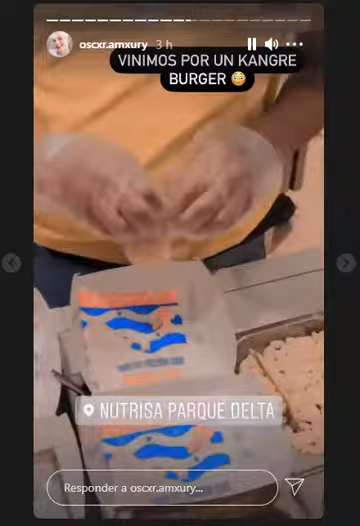 oscxr.amxury 3 h
VINIMOS POR UN KANGRE
BURGER 😳
NUTRISA PARQUE DELTA
Responder a oscxr.amxury...